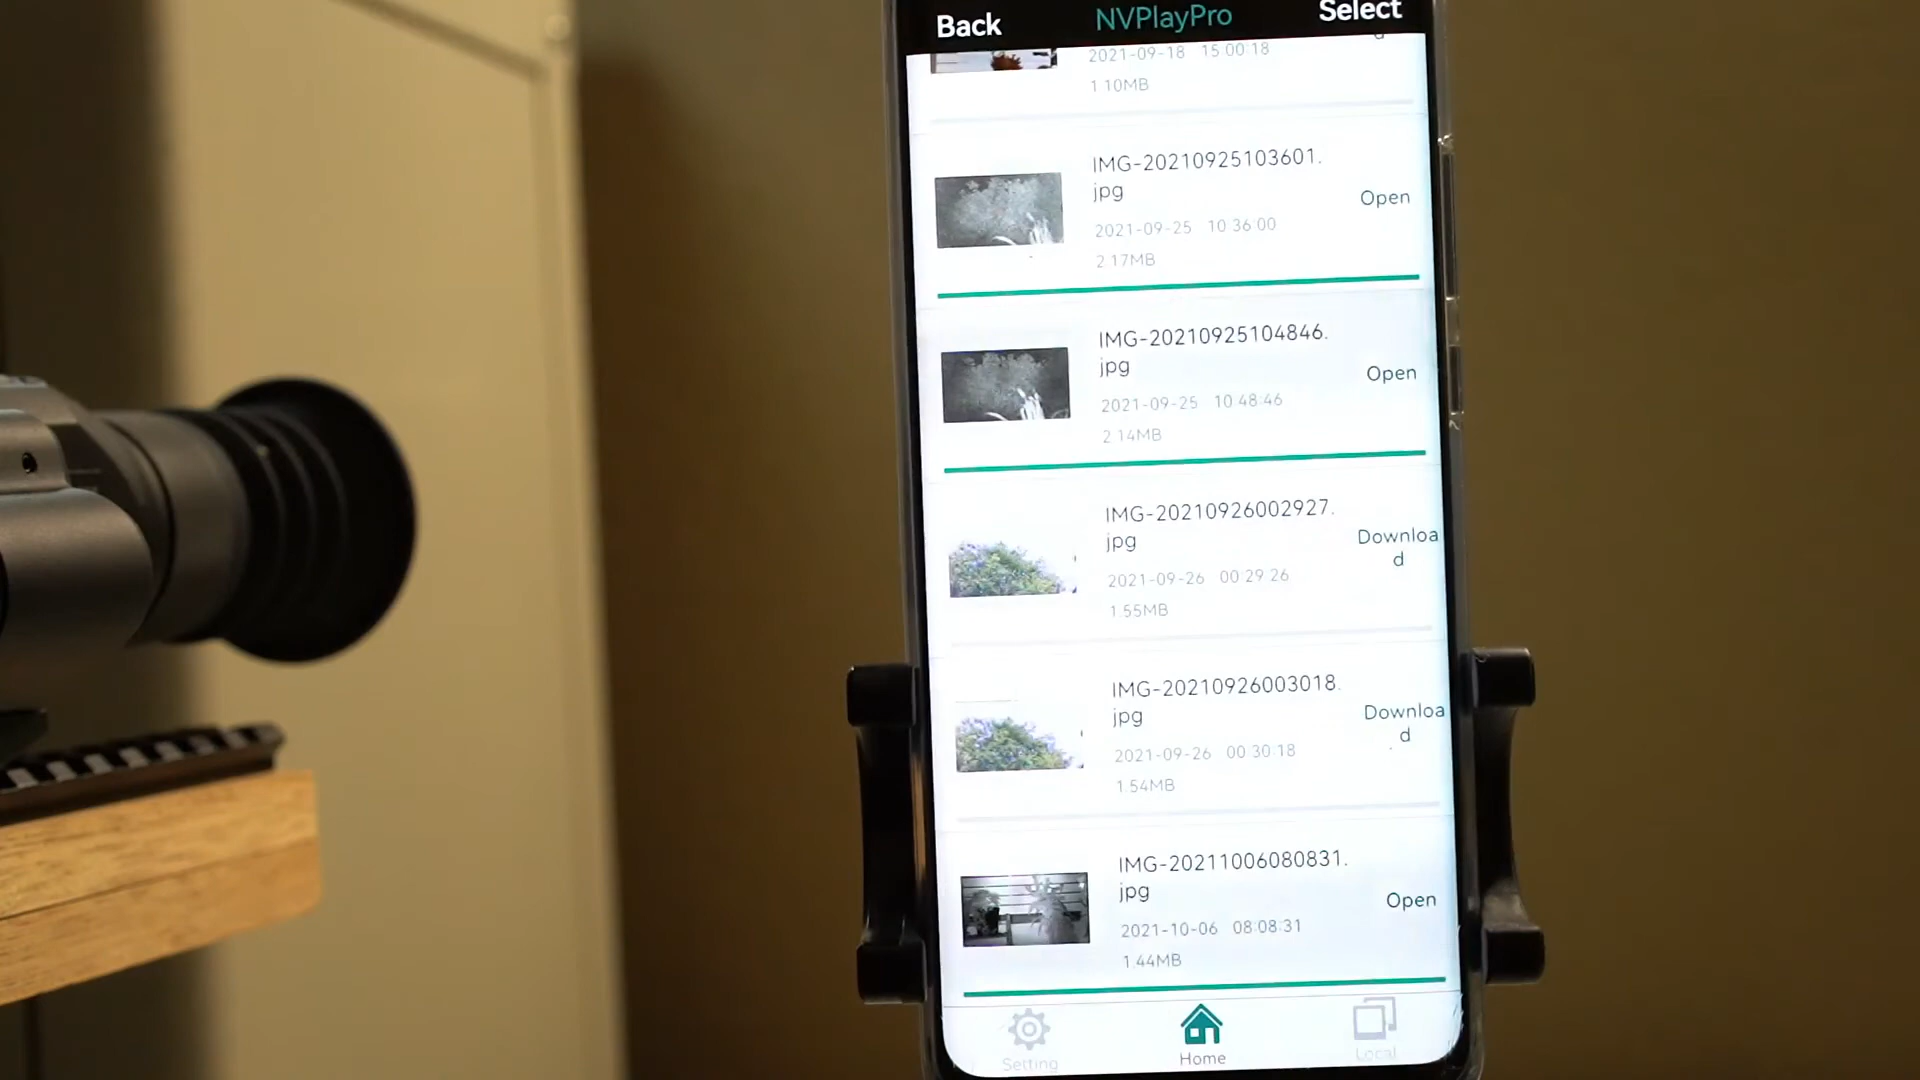 Back NVPlayPro Select
2021-09-18 15 00:18 d
1 10MB
IMG-20210925103601.
jpg
Open
2021-09-25 10 36:00
2 17MB
IMG-20210925104846.
jpg
Open
2021-09-25 10 48:46
2 14MB
IMG-20210926002927.
jpg
Downloa
d
2021-09-26 00 29 26
1 55MB
IMG-20210926003018.
jpg
Downloa
d
2021-09-26 00 30:18
1 54MB
IMG-20211006080831.
jpg
Open
2021-10-06 08:08:31
1 44MB
Setting Home Local